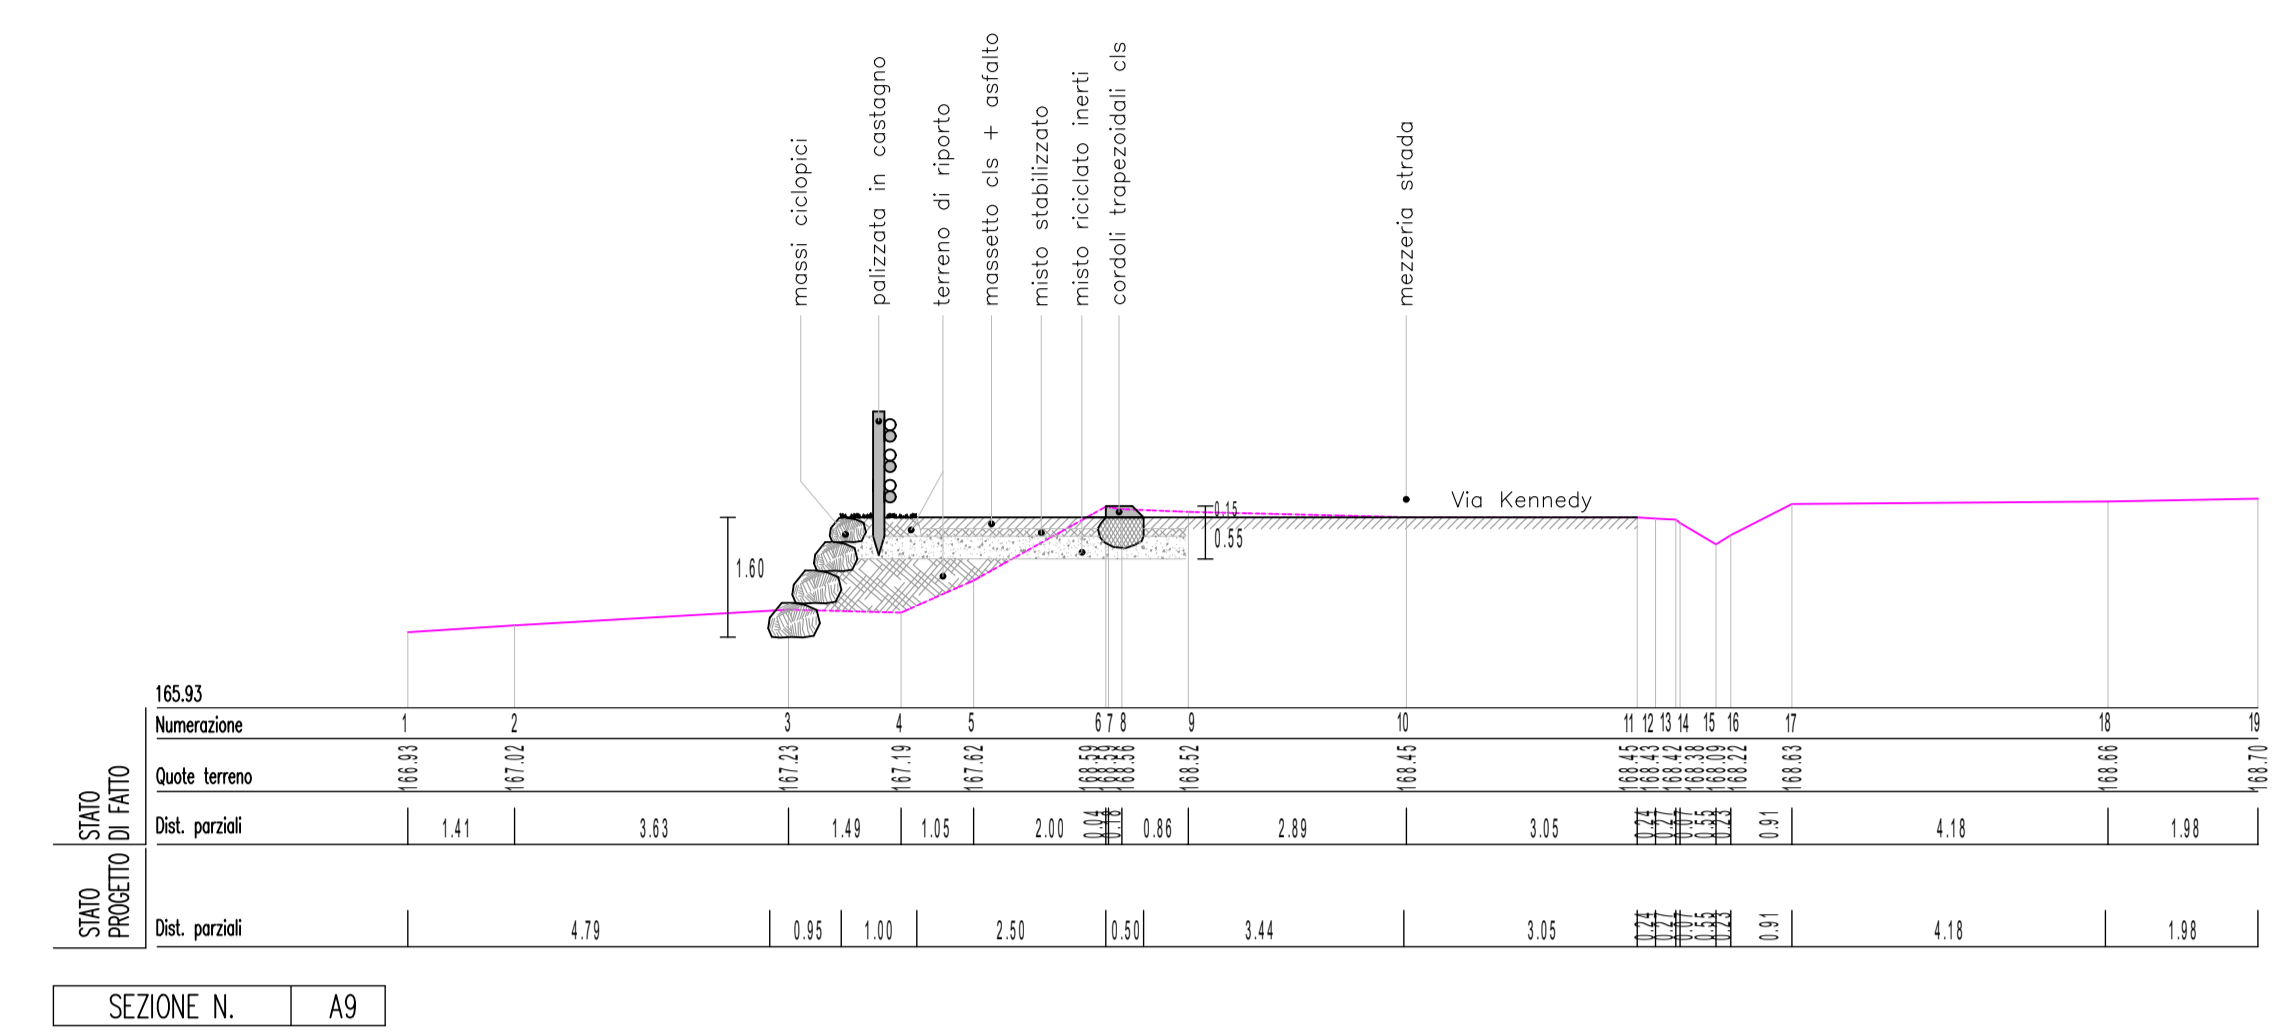 massi ciclopici
palizzata in castagno
terreno di riporto
massetto cls + asfalto
misto stabilizzato
misto riciclato inerti
cordoli trapezoidali cls
mezzeria strada
Via Kennedy
0.15
0.55
1.60
165.93
Numerazione 1 2 3 4 5 6 7 8 9 10 11 12 13 14 15 16 17 18 19
Quote terreno 166.93 167.02 167.23 167.19 167.62 168.59 168.56 168.52 168.45 168.45 168.43 168.42 168.38 168.09 168.22 168.63 168.66 168.70
STATO
DI FATTO
Dist. parziali 1.41 3.63 1.49 1.05 2.00 0.04 0.18 0.86 2.89 3.05 0.24 0.27 0.07 0.55 0.23 0.91 4.18 1.98
STATO
PROGETTO
Dist. parziali 4.79 0.95 1.00 2.50 0.50 3.44 3.05 0.24 0.27 0.07 0.55 0.23 0.91 4.18 1.98
SEZIONE N. A9